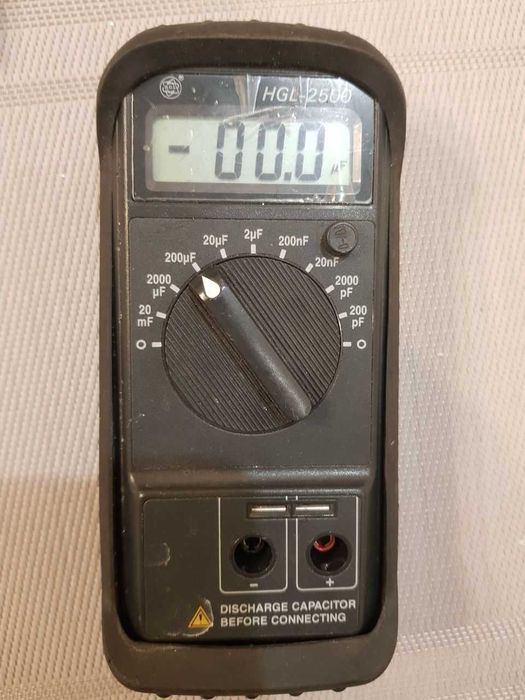 HGL-2500
- 00.0 µF
2µF
20µF
200nF
200µF
20nF
2000
µF
2000
pF
20
mF
200
pF
O
O
-
+
DISCHARGE CAPACITOR
BEFORE CONNECTING